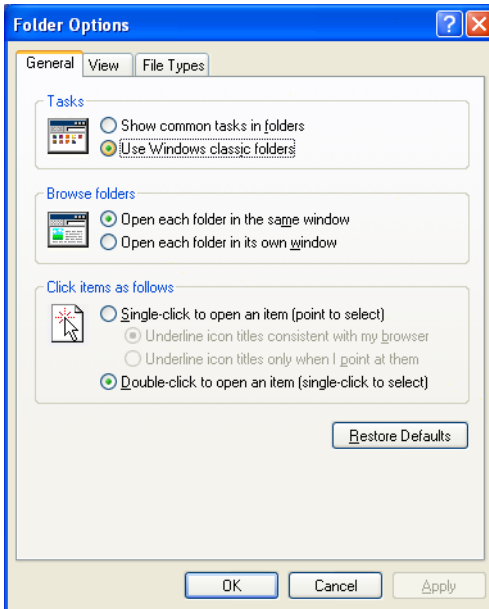 Folder Options
General View File Types
Tasks
Show common tasks in folders
Use Windows classic folders
Browse folders
Open each folder in the same window
Open each folder in its own window
Click items as follows
Single-click to open an item (point to select)
Underline icon titles consistent with my browser
Underline icon titles only when I point at them
Double-click to open an item (single-click to select)
Restore Defaults
OK Cancel Apply